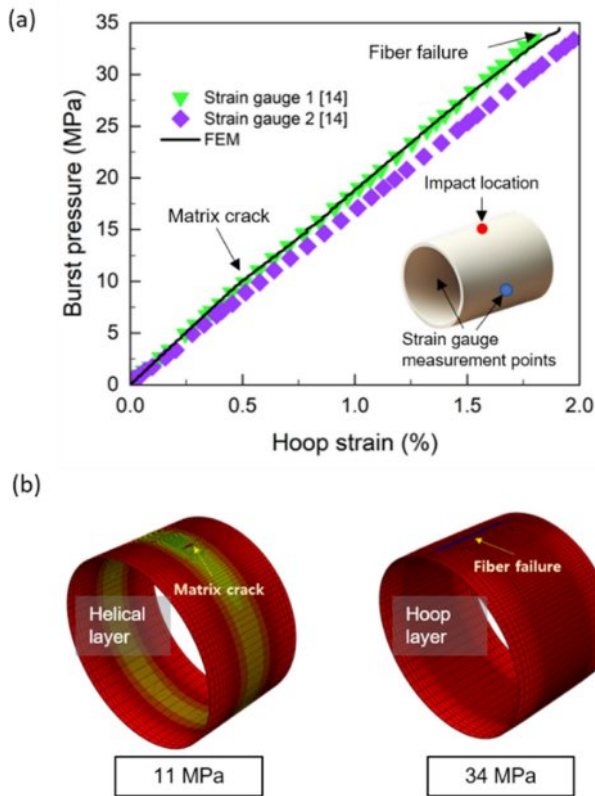 (a)
35
30
25
20
15
10
5
0
Burst pressure (MPa)
0.0
0.5
1.0
1.5
2.0
Hoop strain (%)
Strain gauge 1 [14]
Strain gauge 2 [14]
FEM
Fiber failure
Matrix crack
Impact location
Strain gauge
measurement points
(b)
Matrix crack
Helical
layer
11 MPa
Fiber failure
Hoop
layer
34 MPa